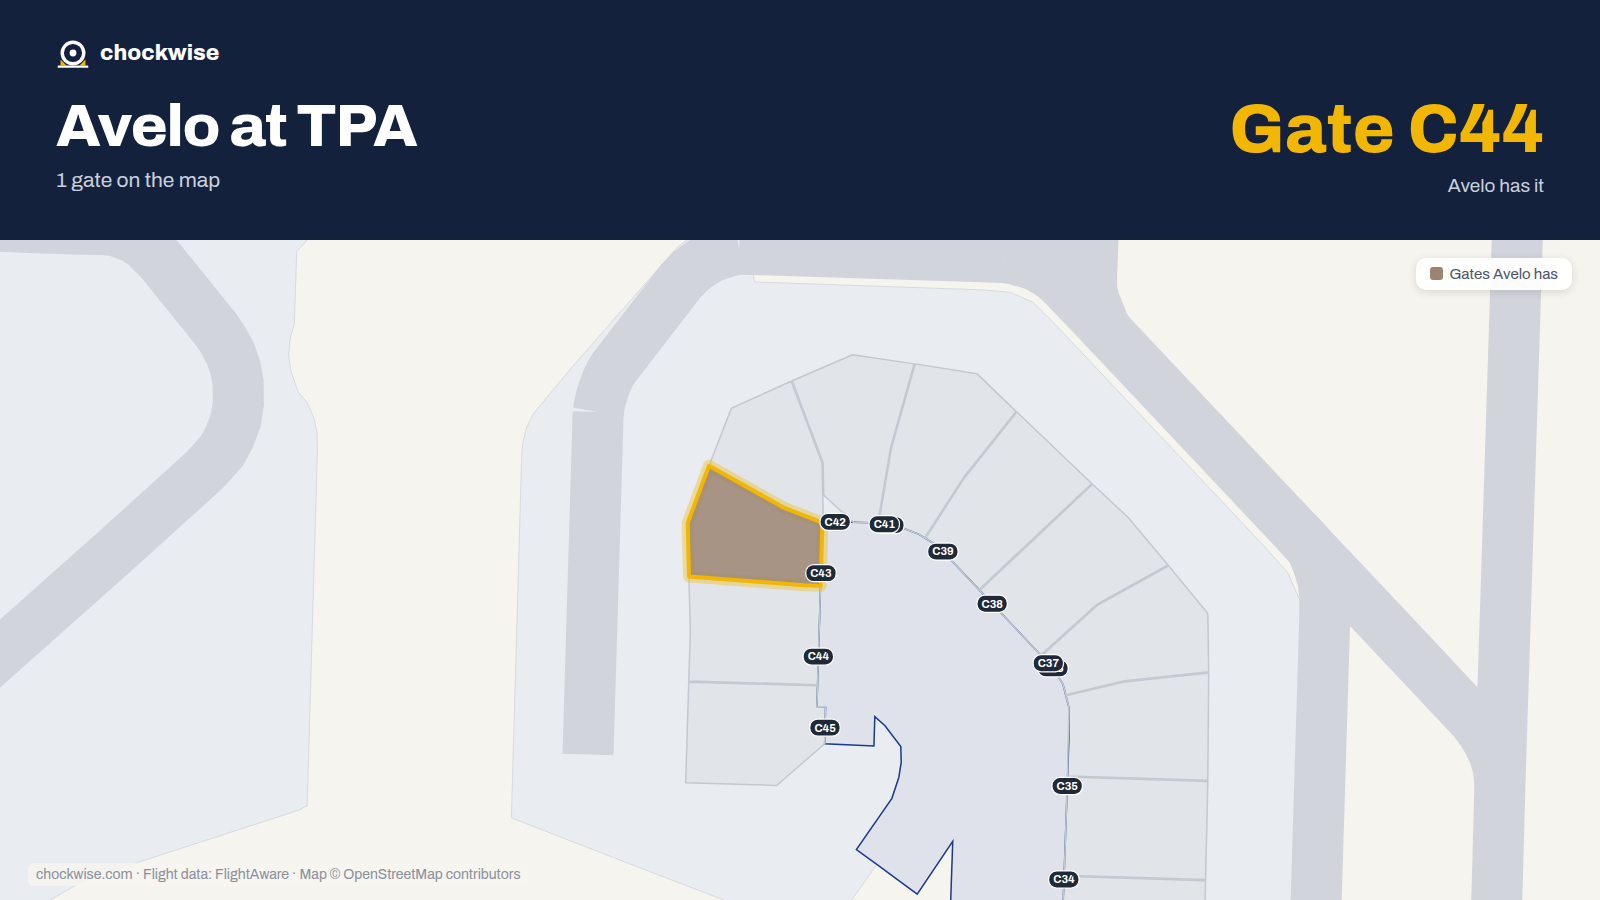 chockwise
Avelo at TPA
1 gate on the map
Gate C44
Avelo has it
Gates Avelo has
C42
C41
C39
C43
C38
C44
C37
C45
C35
C34
chockwise.com · Flight data: FlightAware · Map © OpenStreetMap contributors